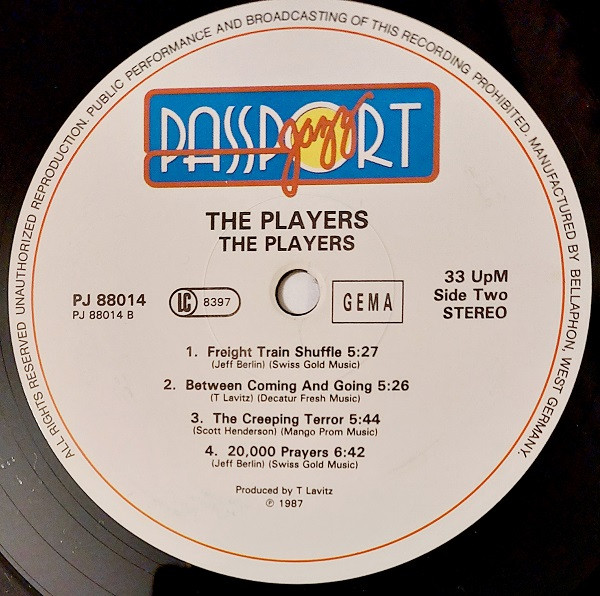 ALL RIGHTS RESERVED UNAUTHORIZED REPRODUCTION. PUBLIC PERFORMANCE AND BROADCASTING OF THIS RECORDING PROHIBITED. MANUFACTURED BY BELLAPHON, WEST GERMANY.
PASSPORT
jazz
THE PLAYERS
THE PLAYERS
PJ 88014
PJ 88014 B
LC 8397
GEMA
33 UpM
Side Two
STEREO
1. Freight Train Shuffle 5:27
(Jeff Berlin) (Swiss Gold Music)
2. Between Coming And Going 5:26
(T Lavitz) (Decatur Fresh Music)
3. The Creeping Terror 5:44
(Scott Henderson) (Mango Prom Music)
4. 20,000 Prayers 6:42
(Jeff Berlin) (Swiss Gold Music)
Produced by T Lavitz
℗ 1987